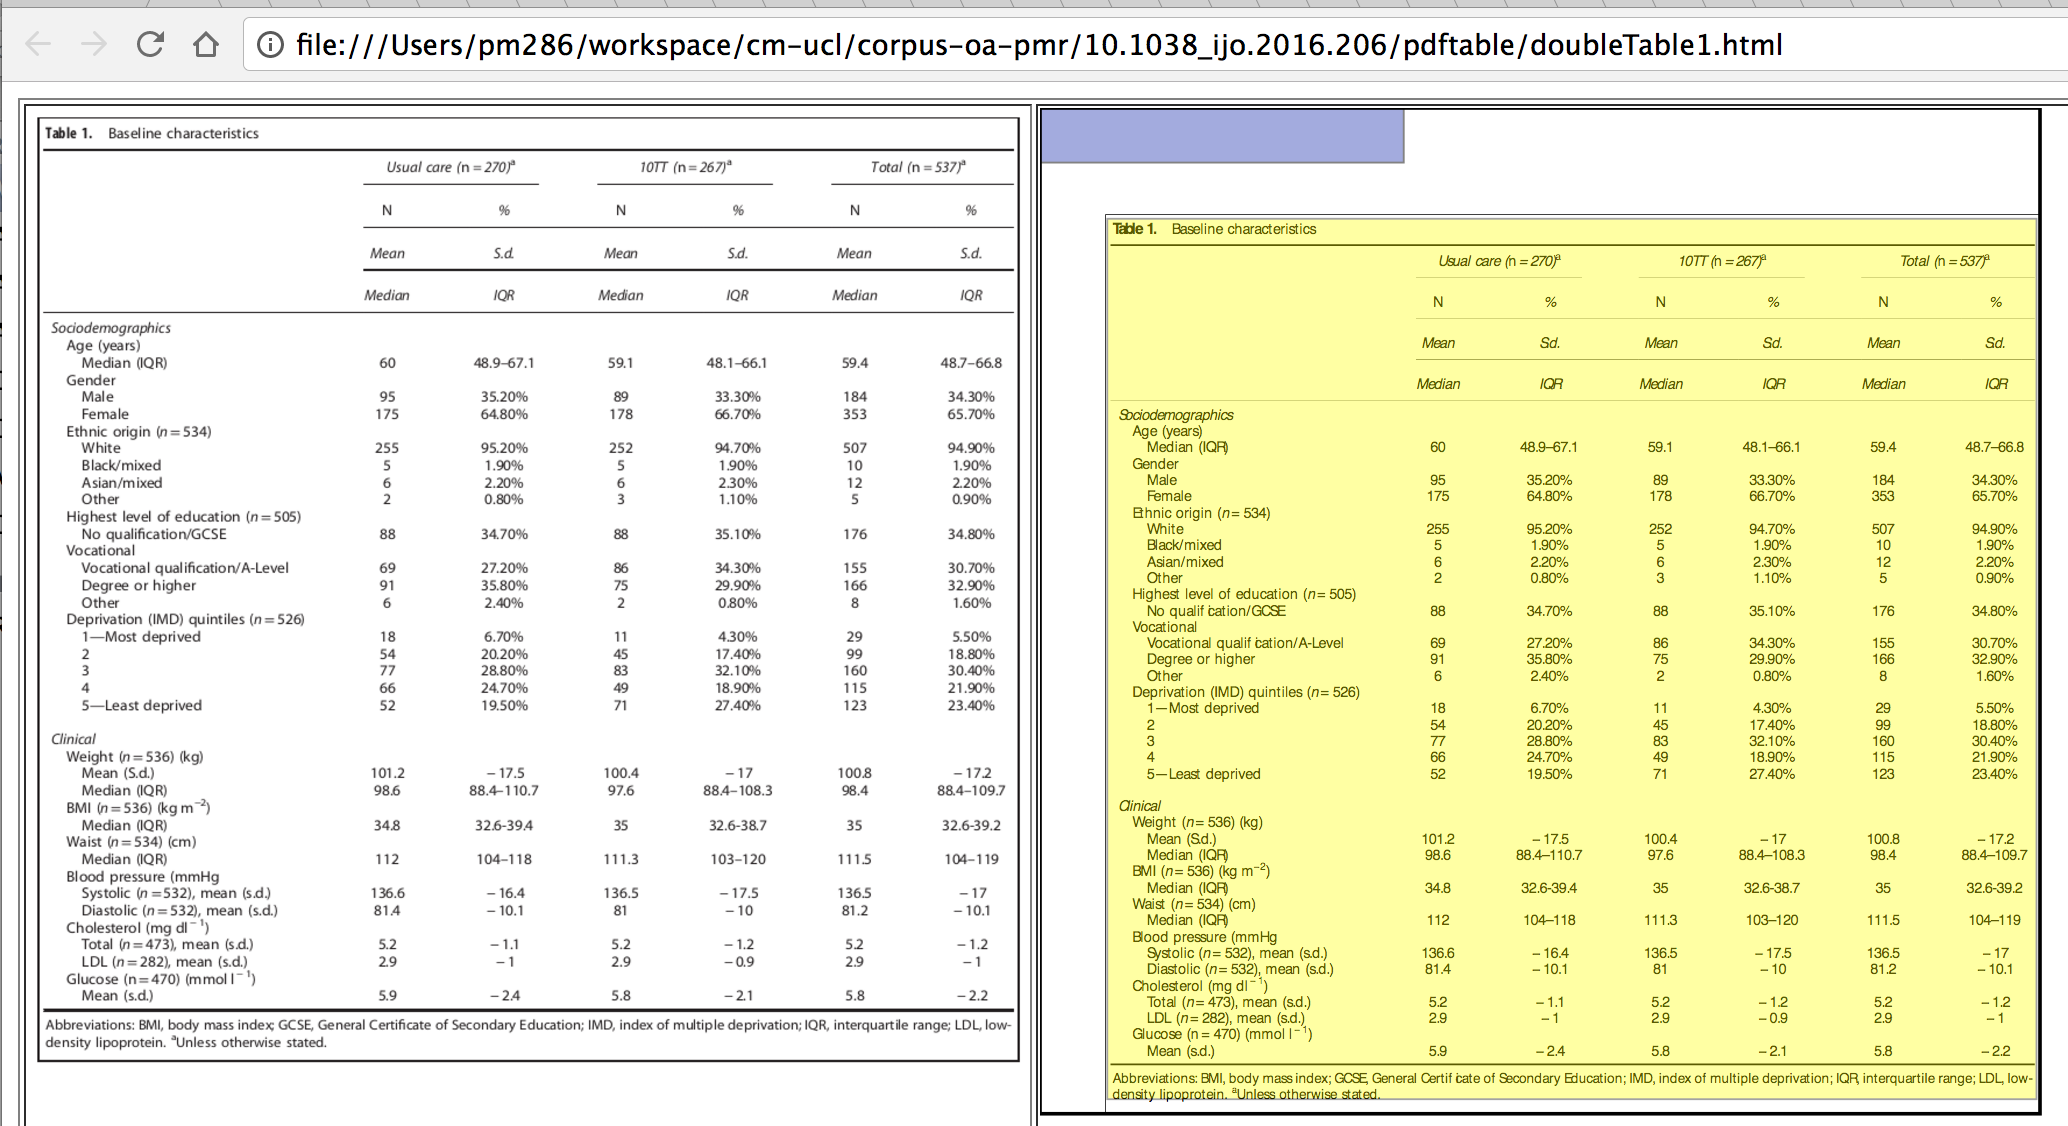 file:///Users/pm286/workspace/cm-ucl/corpus-oa-pmr/10.1038_ijo.2016.206/pdftable/doubleTable1.html
Table 1. Baseline characteristics
Usual care (n = 270)ᵃ 10TT (n = 267)ᵃ Total (n = 537)ᵃ
N % N % N %
Mean S.d. Mean S.d. Mean S.d.
Median IQR Median IQR Median IQR
Sociodemographics
Age (years)
Median (IQR) 60 48.9–67.1 59.1 48.1–66.1 59.4 48.7–66.8
Gender
Male 95 35.20% 89 33.30% 184 34.30%
Female 175 64.80% 178 66.70% 353 65.70%
Ethnic origin (n = 534)
White 255 95.20% 252 94.70% 507 94.90%
Black/mixed 5 1.90% 5 1.90% 10 1.90%
Asian/mixed 6 2.20% 6 2.30% 12 2.20%
Other 2 0.80% 3 1.10% 5 0.90%
Highest level of education (n = 505)
No qualification/GCSE 88 34.70% 88 35.10% 176 34.80%
Vocational
Vocational qualification/A-Level 69 27.20% 86 34.30% 155 30.70%
Degree or higher 91 35.80% 75 29.90% 166 32.90%
Other 6 2.40% 2 0.80% 8 1.60%
Deprivation (IMD) quintiles (n = 526)
1—Most deprived 18 6.70% 11 4.30% 29 5.50%
2 54 20.20% 45 17.40% 99 18.80%
3 77 28.80% 83 32.10% 160 30.40%
4 66 24.70% 49 18.90% 115 21.90%
5—Least deprived 52 19.50% 71 27.40% 123 23.40%
Clinical
Weight (n = 536) (kg)
Mean (S.d.) 101.2 – 17.5 100.4 – 17 100.8 – 17.2
Median (IQR) 98.6 88.4–110.7 97.6 88.4–108.3 98.4 88.4–109.7
BMI (n = 536) (kg m⁻²)
Median (IQR) 34.8 32.6-39.4 35 32.6-38.7 35 32.6-39.2
Waist (n = 534) (cm)
Median (IQR) 112 104–118 111.3 103–120 111.5 104–119
Blood pressure (mmHg
Systolic (n =532), mean (s.d.) 136.6 – 16.4 136.5 – 17.5 136.5 – 17
Diastolic (n = 532), mean (s.d.) 81.4 – 10.1 81 – 10 81.2 – 10.1
Cholesterol (mg dl⁻¹)
Total (n = 473), mean (s.d.) 5.2 – 1.1 5.2 – 1.2 5.2 – 1.2
LDL (n = 282), mean (s.d.) 2.9 – 1 2.9 – 0.9 2.9 – 1
Glucose (n = 470) (mmol l⁻¹)
Mean (s.d.) 5.9 – 2.4 5.8 – 2.1 5.8 – 2.2
Abbreviations: BMI, body mass index; GCSE, General Certificate of Secondary Education; IMD, index of multiple deprivation; IQR, interquartile range; LDL, low-
density lipoprotein. ᵃUnless otherwise stated.
Table 1. Baseline characteristics
Usual care (n = 270)ᵃ 10TT (n = 267)ᵃ Total (n = 537)ᵃ
N % N % N %
Mean S.d. Mean S.d. Mean S.d.
Median IQR Median IQR Median IQR
Sociodemographics
Age (years)
Median (IQR) 60 48.9–67.1 59.1 48.1–66.1 59.4 48.7–66.8
Gender
Male 95 35.20% 89 33.30% 184 34.30%
Female 175 64.80% 178 66.70% 353 65.70%
Ethnic origin (n = 534)
White 255 95.20% 252 94.70% 507 94.90%
Black/mixed 5 1.90% 5 1.90% 10 1.90%
Asian/mixed 6 2.20% 6 2.30% 12 2.20%
Other 2 0.80% 3 1.10% 5 0.90%
Highest level of education (n = 505)
No qualif cation/GCSE 88 34.70% 88 35.10% 176 34.80%
Vocational
Vocational qualif cation/A-Level 69 27.20% 86 34.30% 155 30.70%
Degree or higher 91 35.80% 75 29.90% 166 32.90%
Other 6 2.40% 2 0.80% 8 1.60%
Deprivation (IMD) quintiles (n = 526)
1—Most deprived 18 6.70% 11 4.30% 29 5.50%
2 54 20.20% 45 17.40% 99 18.80%
3 77 28.80% 83 32.10% 160 30.40%
4 66 24.70% 49 18.90% 115 21.90%
5—Least deprived 52 19.50% 71 27.40% 123 23.40%
Clinical
Weight (n = 536) (kg)
Mean (S.d.) 101.2 – 17.5 100.4 – 17 100.8 – 17.2
Median (IQR) 98.6 88.4–110.7 97.6 88.4–108.3 98.4 88.4–109.7
BMI (n = 536) (kg m⁻²)
Median (IQR) 34.8 32.6-39.4 35 32.6-38.7 35 32.6-39.2
Waist (n = 534) (cm)
Median (IQR) 112 104–118 111.3 103–120 111.5 104–119
Blood pressure (mmHg
Systolic (n = 532), mean (s.d.) 136.6 – 16.4 136.5 – 17.5 136.5 – 17
Diastolic (n = 532), mean (s.d.) 81.4 – 10.1 81 – 10 81.2 – 10.1
Cholesterol (mg dl⁻¹)
Total (n = 473), mean (s.d.) 5.2 – 1.1 5.2 – 1.2 5.2 – 1.2
LDL (n = 282), mean (s.d.) 2.9 – 1 2.9 – 0.9 2.9 – 1
Glucose (n = 470) (mmol l⁻¹)
Mean (s.d.) 5.9 – 2.4 5.8 – 2.1 5.8 – 2.2
Abbreviations: BMI, body mass index; GCSE, General Certif cate of Secondary Education; IMD, index of multiple deprivation; IQR, interquartile range; LDL, low-
density lipoprotein. ᵃUnless otherwise stated.